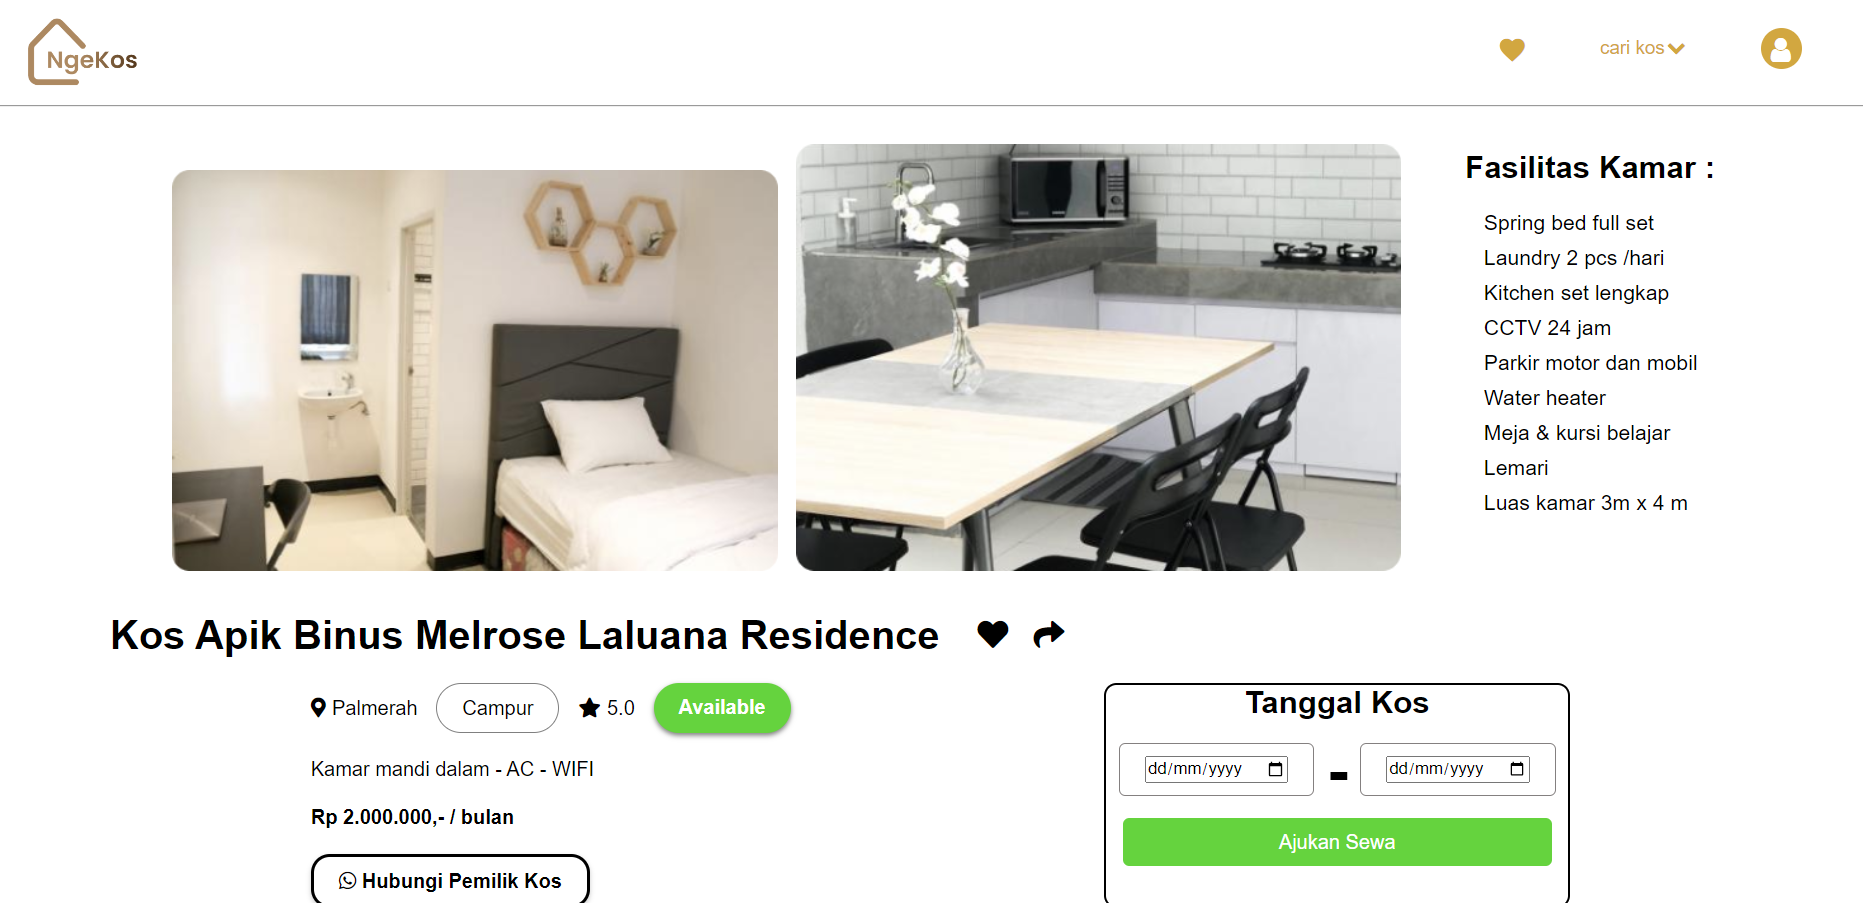 NgeKos
cari kos
Fasilitas Kamar :
Spring bed full set
Laundry 2 pcs /hari
Kitchen set lengkap
CCTV 24 jam
Parkir motor dan mobil
Water heater
Meja & kursi belajar
Lemari
Luas kamar 3m x 4 m
Kos Apik Binus Melrose Laluana Residence
Palmerah
Campur
5.0
Available
Kamar mandi dalam - AC - WIFI
Rp 2.000.000,- / bulan
Hubungi Pemilik Kos
Tanggal Kos
dd/mm/yyyy - dd/mm/yyyy
Ajukan Sewa